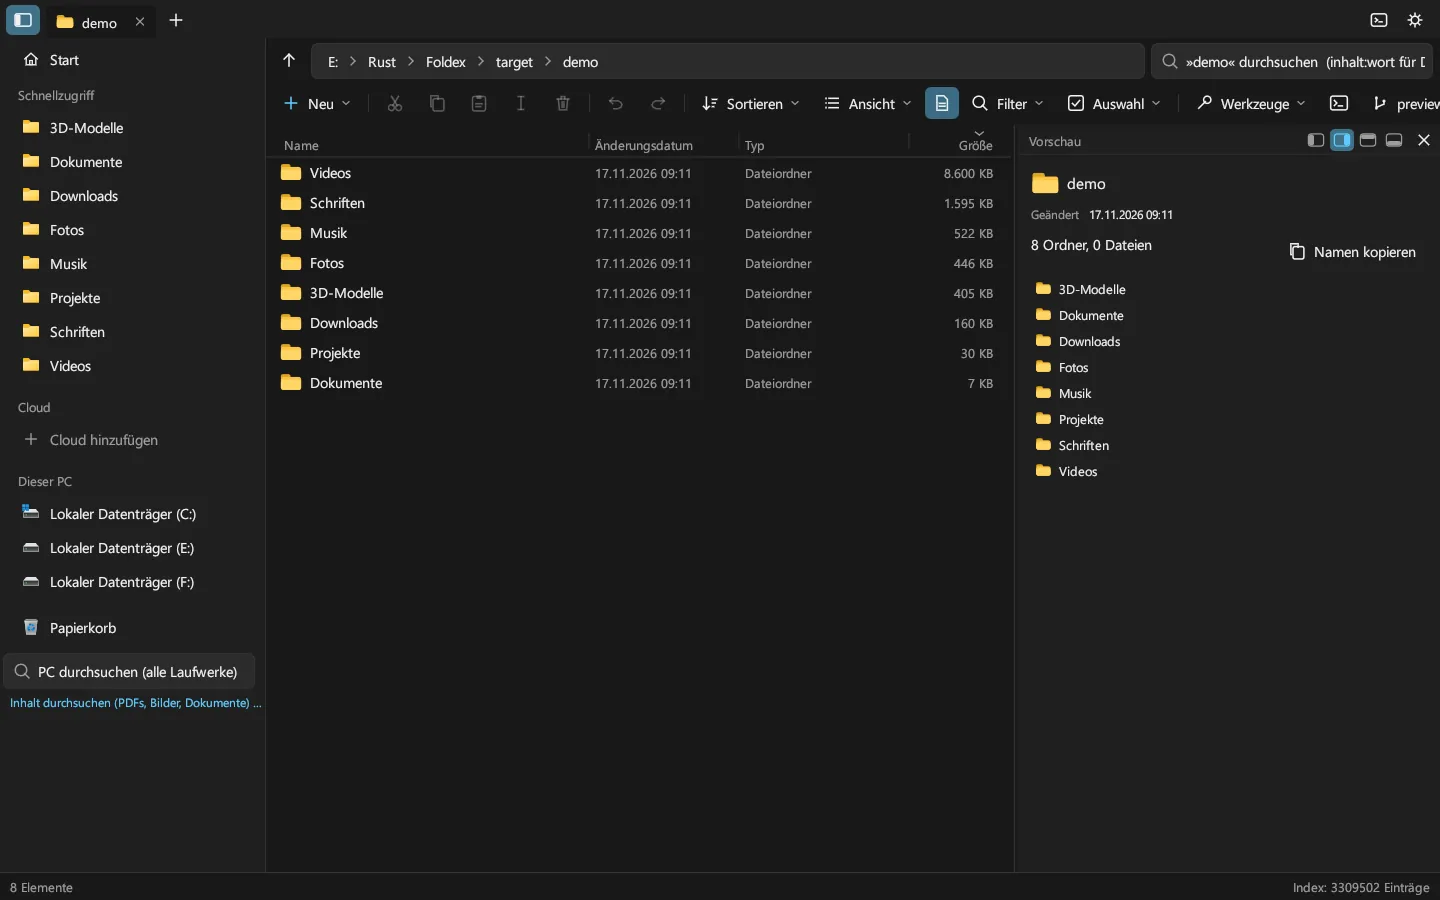 demo
Start
Schnellzugriff
3D-Modelle
Dokumente
Downloads
Fotos
Musik
Projekte
Schriften
Videos
Cloud
Cloud hinzufügen
Dieser PC
Lokaler Datenträger (C:)
Lokaler Datenträger (E:)
Lokaler Datenträger (F:)
Papierkorb
PC durchsuchen (alle Laufwerke)
Inhalt durchsuchen (PDFs, Bilder, Dokumente) ...
E: Rust Foldex target demo
»demo« durchsuchen (inhalt:wort für D
Neu Sortieren Ansicht Filter Auswahl Werkzeuge preview
Name Änderungsdatum Typ Größe
Videos 17.11.2026 09:11 Dateiordner 8.600 KB
Schriften 17.11.2026 09:11 Dateiordner 1.595 KB
Musik 17.11.2026 09:11 Dateiordner 522 KB
Fotos 17.11.2026 09:11 Dateiordner 446 KB
3D-Modelle 17.11.2026 09:11 Dateiordner 405 KB
Downloads 17.11.2026 09:11 Dateiordner 160 KB
Projekte 17.11.2026 09:11 Dateiordner 30 KB
Dokumente 17.11.2026 09:11 Dateiordner 7 KB
Vorschau
demo
Geändert 17.11.2026 09:11
8 Ordner, 0 Dateien
Namen kopieren
3D-Modelle
Dokumente
Downloads
Fotos
Musik
Projekte
Schriften
Videos
8 Elemente
Index: 3309502 Einträge